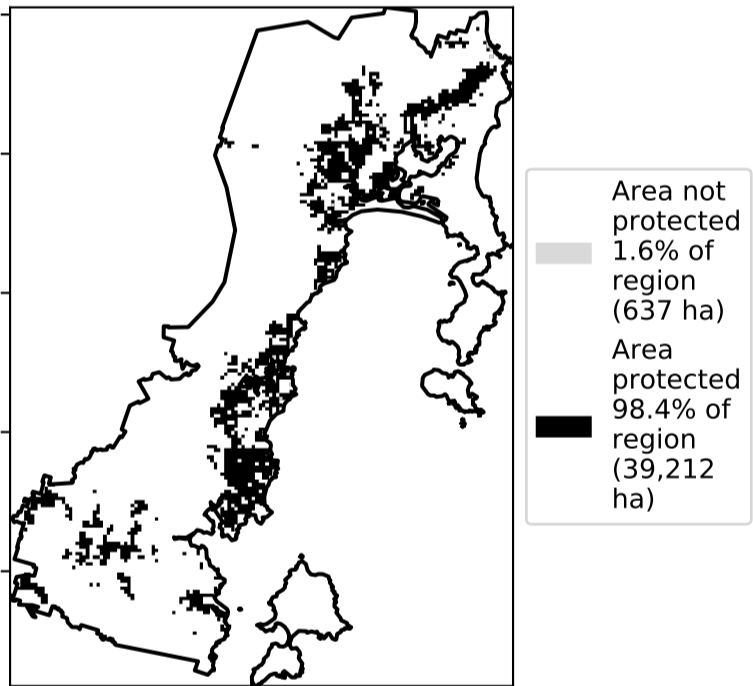 Area not
protected
1.6% of
region
(637 ha)
Area
protected
98.4% of
region
(39,212
ha)